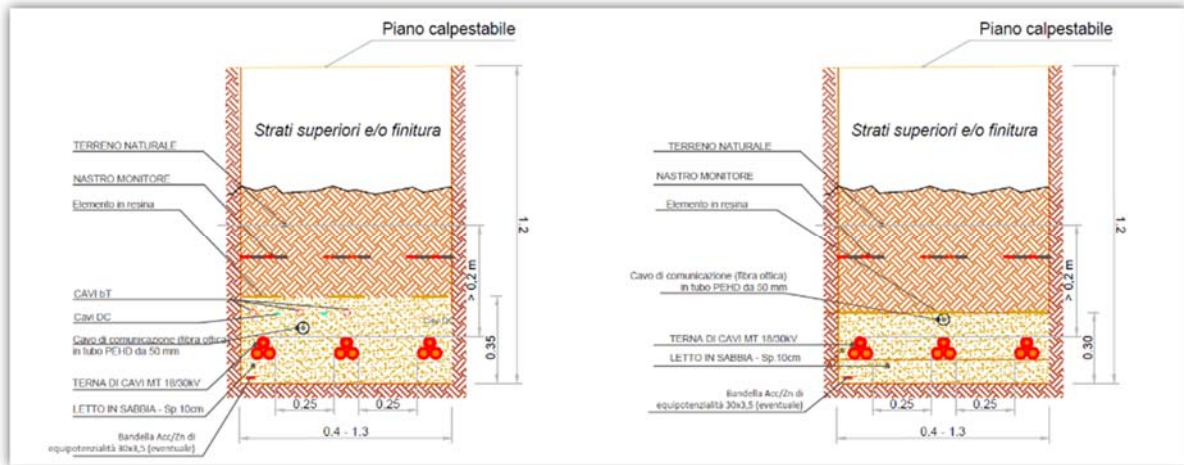 Piano calpestabile
Strati superiori e/o finitura
TERRENO NATURALE
NASTRO MONITORE
Elemento in resina
CAVI bT
Cavi DC
Cavo di comunicazione (fibra ottica)
in tubo PEHD da 50 mm
TERNA DI CAVI MT 18/30kV
LETTO IN SABBIA - Sp 10cm
Bandella Acc/Zn di
equipotenzialità 30x3,5 (eventuale)
Cavi DC
1.2
> 0,2 m
0.35
0.25
0.25
0.4 - 1.3
Piano calpestabile
Strati superiori e/o finitura
TERRENO NATURALE
NASTRO MONITORE
Elemento in resina
Cavo di comunicazione (fibra ottica)
in tubo PEHD da 50 mm
TERNA DI CAVI MT 18/30kV
LETTO IN SABBIA - Sp 10cm
Bandella Acc/Zn di
equipotenzialità 30x3,5 (eventuale)
1.2
> 0,2 m
0.30
0.25
0.25
0.4 - 1.3